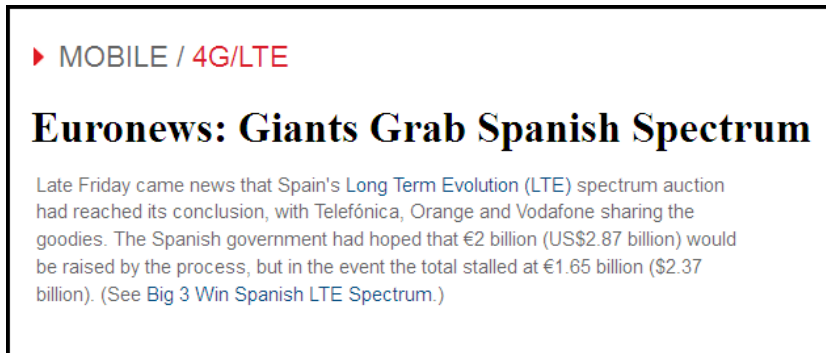 MOBILE / 4G/LTE
Euronews: Giants Grab Spanish Spectrum
Late Friday came news that Spain's Long Term Evolution (LTE) spectrum auction
had reached its conclusion, with Telefónica, Orange and Vodafone sharing the
goodies. The Spanish government had hoped that €2 billion (US$2.87 billion) would
be raised by the process, but in the event the total stalled at €1.65 billion ($2.37
billion). (See Big 3 Win Spanish LTE Spectrum.)